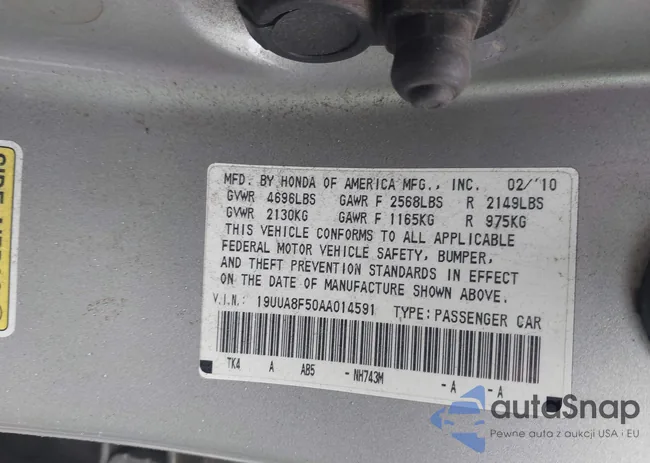 MFD. BY HONDA OF AMERICA MFG., INC. 02/'10
GVWR 4696LBS GAWR F 2568LBS R 2149LBS
GVWR 2130KG GAWR F 1165KG R 975KG
THIS VEHICLE CONFORMS TO ALL APPLICABLE
FEDERAL MOTOR VEHICLE SAFETY, BUMPER,
AND THEFT PREVENTION STANDARDS IN EFFECT
ON THE DATE OF MANUFACTURE SHOWN ABOVE.
V.I.N.: 19UUA8F50AA014591 TYPE: PASSENGER CAR
TK4 A AB5 - NH743M - A - A
autoSnap
Pewne auta z aukcji USA i EU